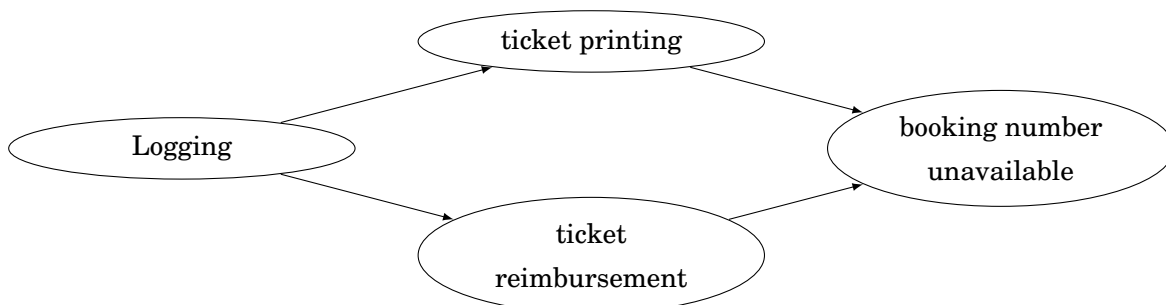 ticket printing
Logging
booking number
unavailable
ticket
reimbursement